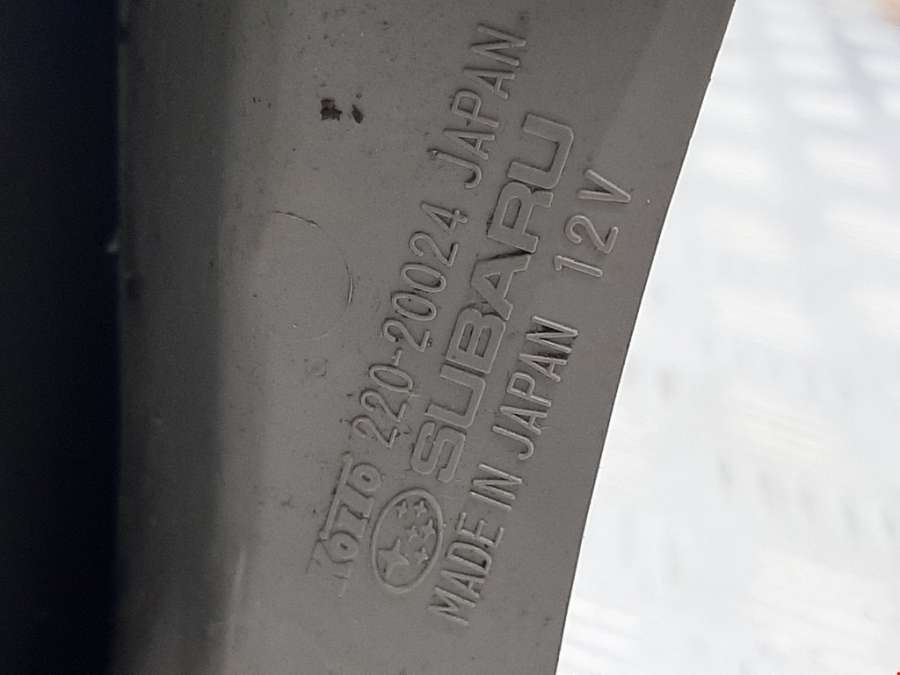 KOITO 220-20024 JAPAN
SUBARU
MADE IN JAPAN 12V